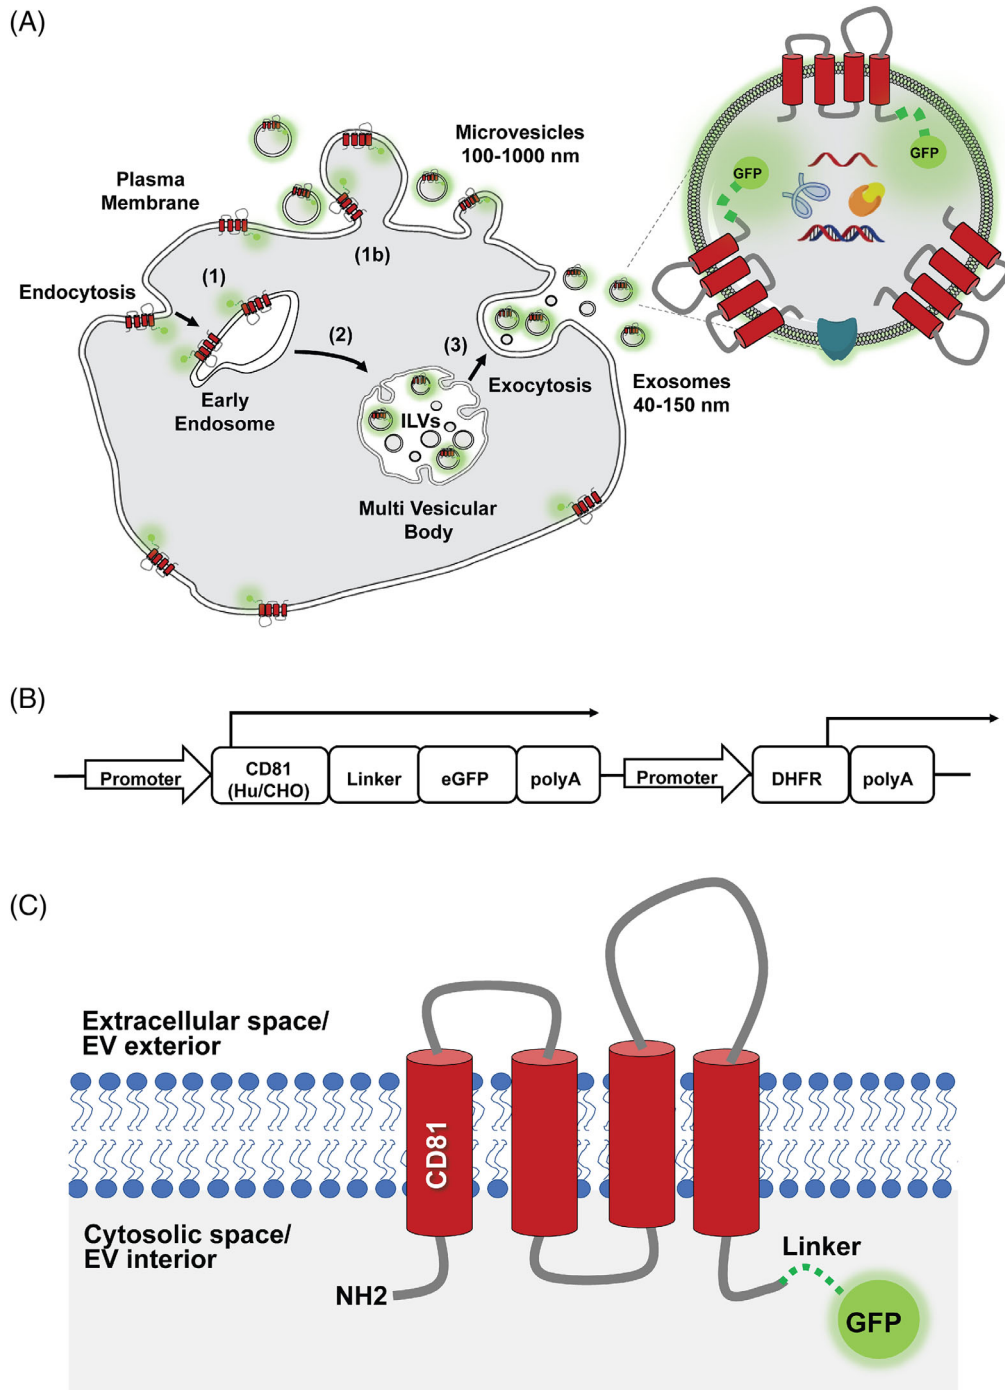 (A)
Microvesicles
100-1000 nm
Plasma
Membrane
GFP
GFP
(1b)
(1)
Endocytosis
(2)
(3)
Early
Endosome
ILVs
Exocytosis
Exosomes
40-150 nm
Multi Vesicular
Body
(B)
Promoter
CD81
(Hu/CHO)
Linker
eGFP
polyA
Promoter
DHFR
polyA
(C)
Extracellular space/
EV exterior
CD81
Cytosolic space/
EV interior
Linker
NH2
GFP